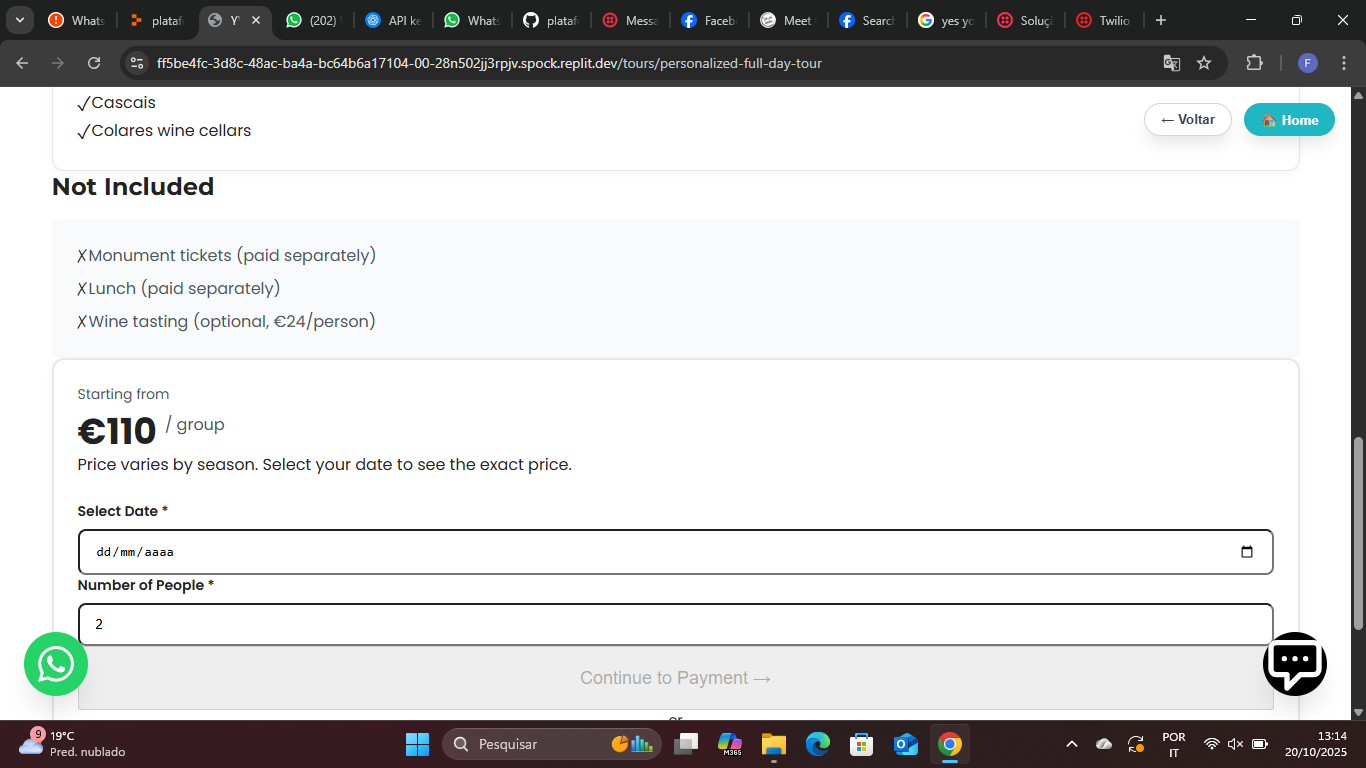 Whats
plataf
Y
(202)
API ke
Whats
plataf
Messa
Faceb
Meet
Searc
yes yo
Soluç
Twilio
ff5be4fc-3d8c-48ac-ba4a-bc64b6a17104-00-28n502jj3rpjv.spock.replit.dev/tours/personalized-full-day-tour
F
✓Cascais
✓Colares wine cellars
← Voltar
Home
Not Included
✗Monument tickets (paid separately)
✗Lunch (paid separately)
✗Wine tasting (optional, €24/person)
Starting from
€110 / group
Price varies by season. Select your date to see the exact price.
Select Date *
dd/mm/aaaa
Number of People *
2
Continue to Payment →
or
9
19°C
Pred. nublado
Pesquisar
M365
POR
IT
13:14
20/10/2025